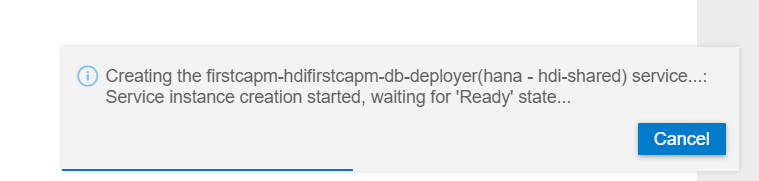 Creating the firstcapm-hdifirstcapm-db-deployer(hana - hdi-shared) service...:
Service instance creation started, waiting for 'Ready' state...
Cancel